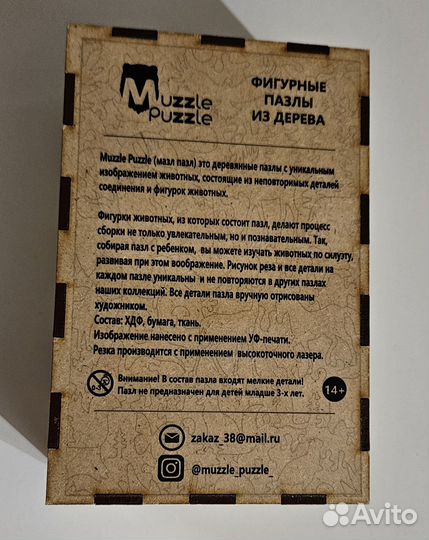 Muzzle
Puzzle
ФИГУРНЫЕ
ПАЗЛЫ
ИЗ ДЕРЕВА
Muzzle Puzzle (мазл пазл) это деревянные пазлы с уникальным
изображением животных, состоящие из неповторимых деталей
соединения и фигурок животных.
Фигурки животных, из которых состоит пазл, делают процесс
сборки не только увлекательным, но и познавательным. Так,
собирая пазл с ребенком, вы можете изучать животных по силуэту,
развивая при этом воображение. Рисунок реза и все детали на
каждом пазле уникальны и не повторяются в других пазлах
наших коллекций. Все детали пазла вручную отрисованы
художником.
Состав: ХДФ, бумага, ткань.
Изображение нанесено с применением УФ-печати.
Резка производится с применением высокоточного лазера.
0-3
Внимание! В состав пазла входят мелкие детали!
Пазл не предназначен для детей младше 3-х лет.
14+
zakaz_38@mail.ru
@muzzle_puzzle_
Avito